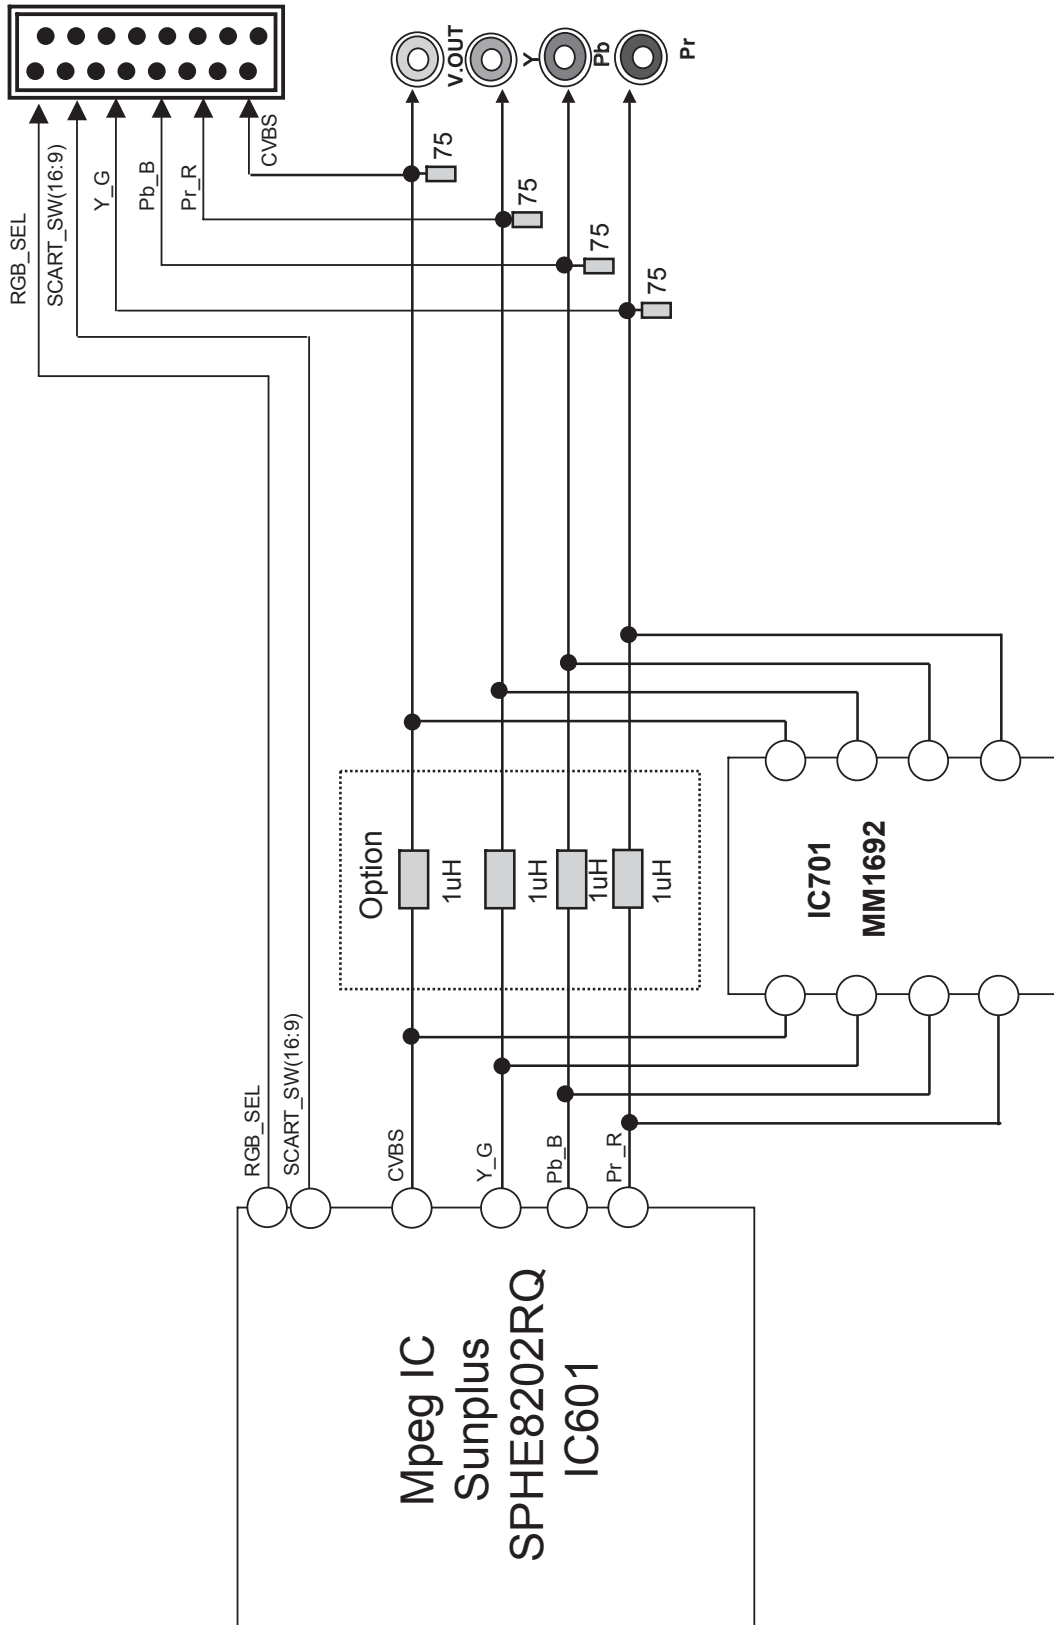 RGB_SEL
SCART_SW(16:9)
Y_G
Pb_B
Pr_R
CVBS
V.OUT
Y
Pb
Pr
75
75
75
75
Option
1uH
1uH
1uH
1uH
IC701
MM1692
RGB_SEL
SCART_SW(16:9)
CVBS
Y_G
Pb_B
Pr_R
Mpeg IC
Sunplus
SPHE8202RQ
IC601